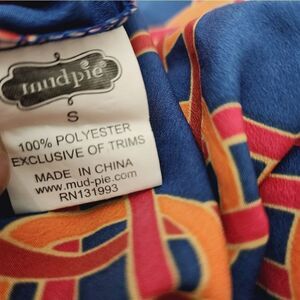 mudpie
S
100% POLYESTER
EXCLUSIVE OF TRIMS
MADE IN CHINA
www.mud-pie.com
RN131993